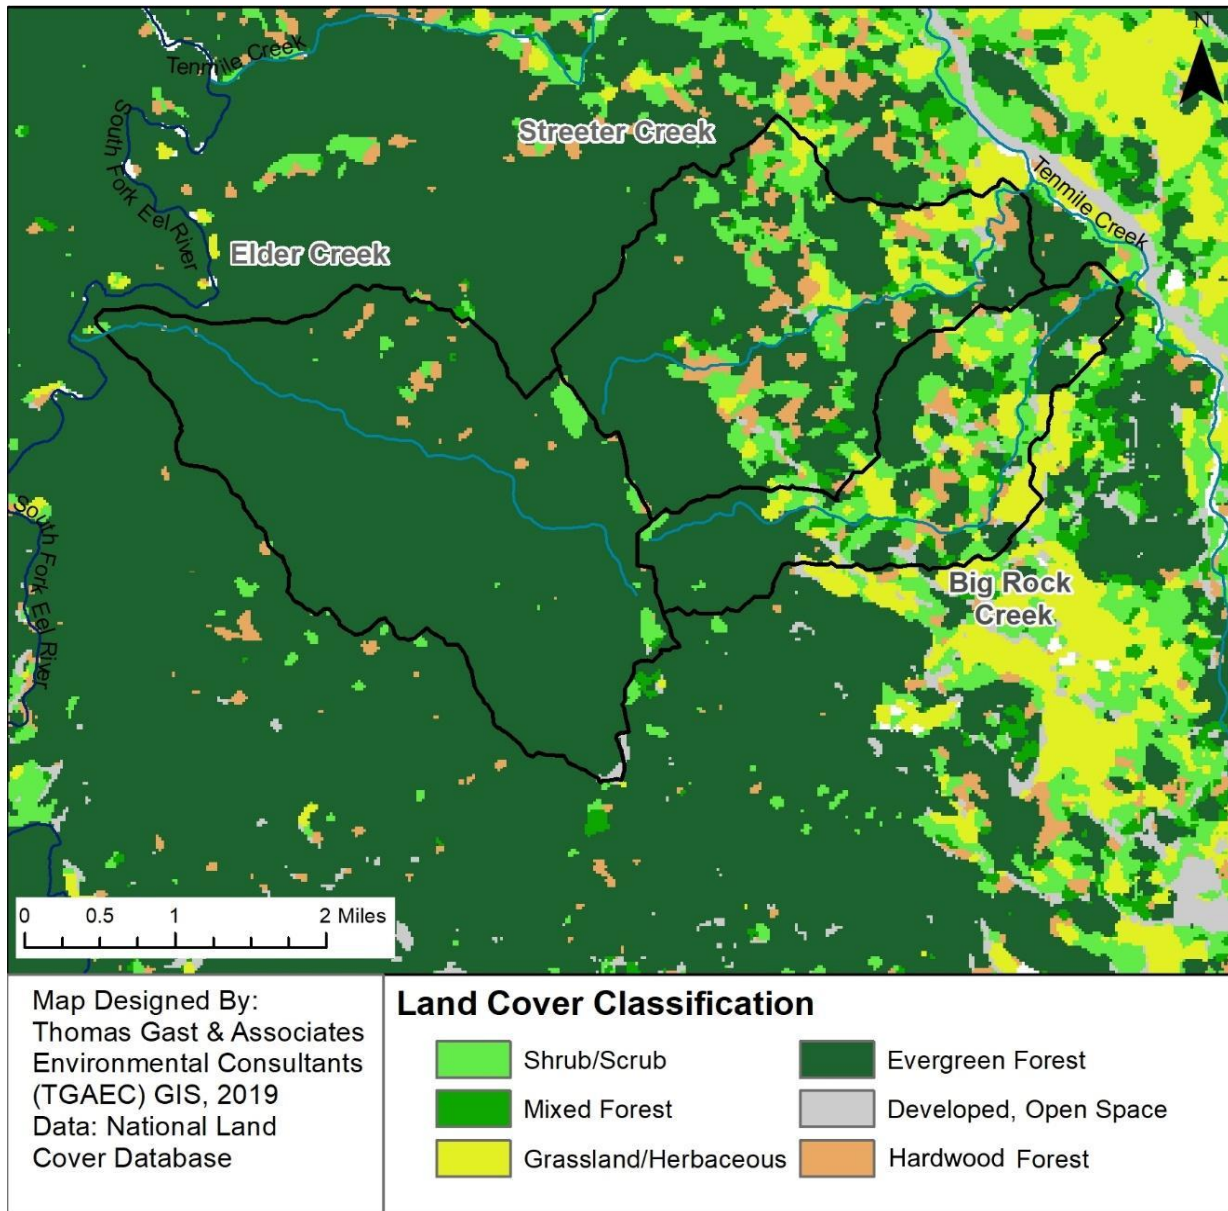 N
Tenmile Creek
South Fork Eel River
Streeter Creek
Tenmile Creek
Elder Creek
South Fork Eel River
Big Rock
Creek
0 0.5 1 2 Miles
Map Designed By:
Thomas Gast & Associates
Environmental Consultants
(TGAEC) GIS, 2019
Data: National Land
Cover Database
Land Cover Classification
Shrub/Scrub
Mixed Forest
Grassland/Herbaceous
Evergreen Forest
Developed, Open Space
Hardwood Forest